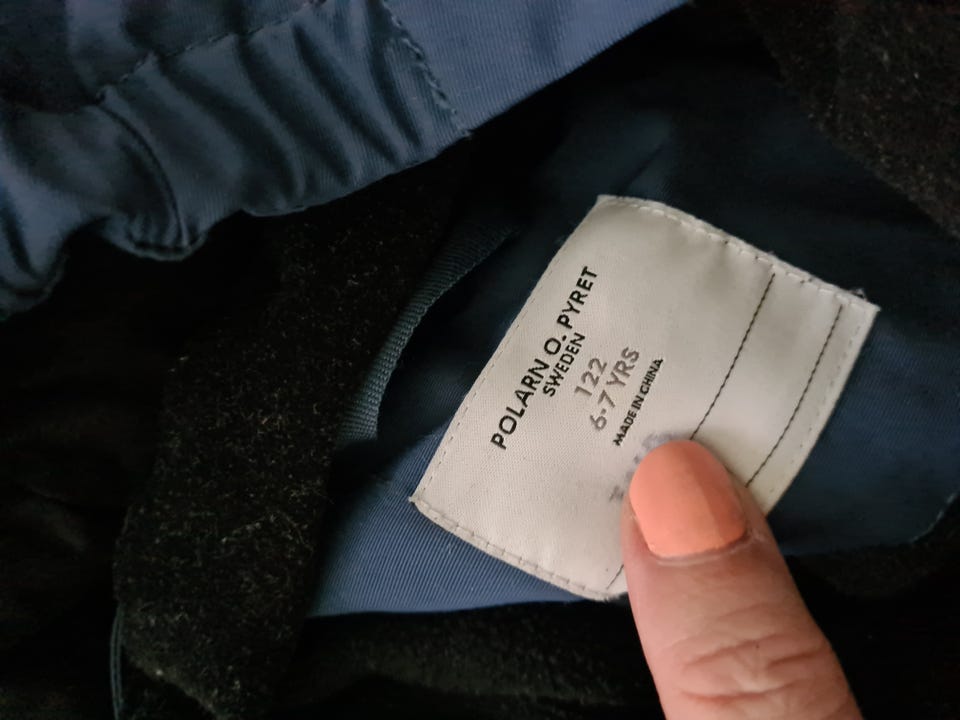 POLARN O. PYRET
SWEDEN
122
6-7 YRS
MADE IN CHINA